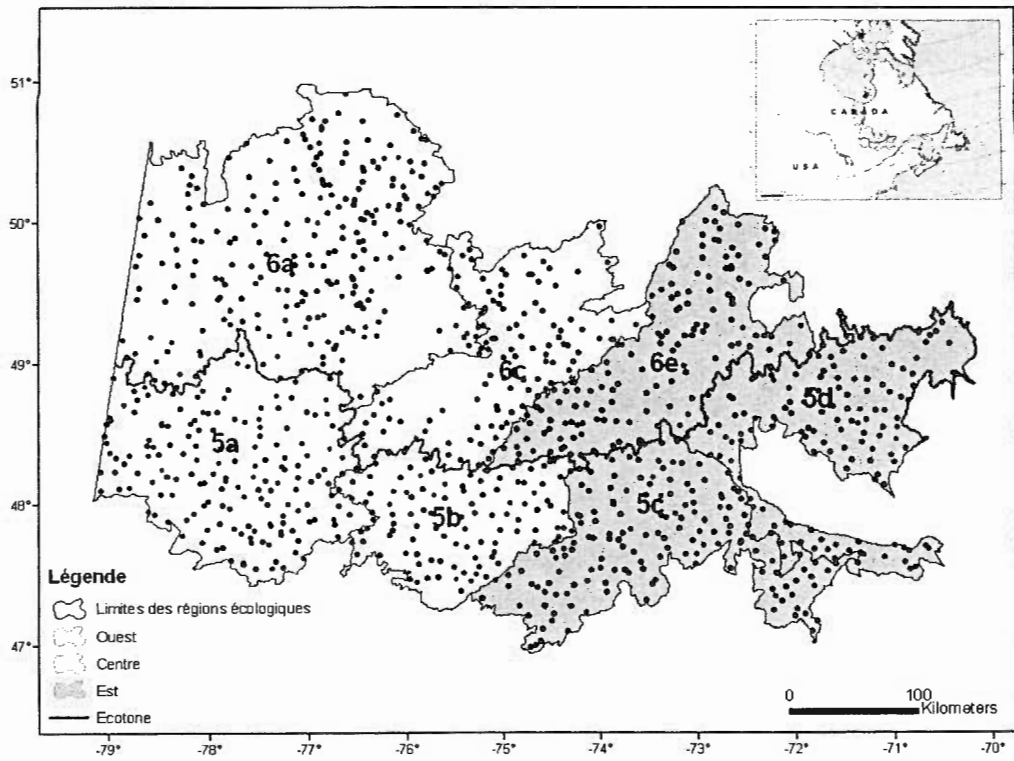 51°
50°
49°
48°
47°
CANADA
USA
6a
6c
6e
5d
5a
5b
5c
Légende
Limites des régions écologiques
Ouest
Centre
Est
Ecotone
0 100
Kilometers
-79° -78° -77° -76° -75° -74° -73° -72° -71° -70°